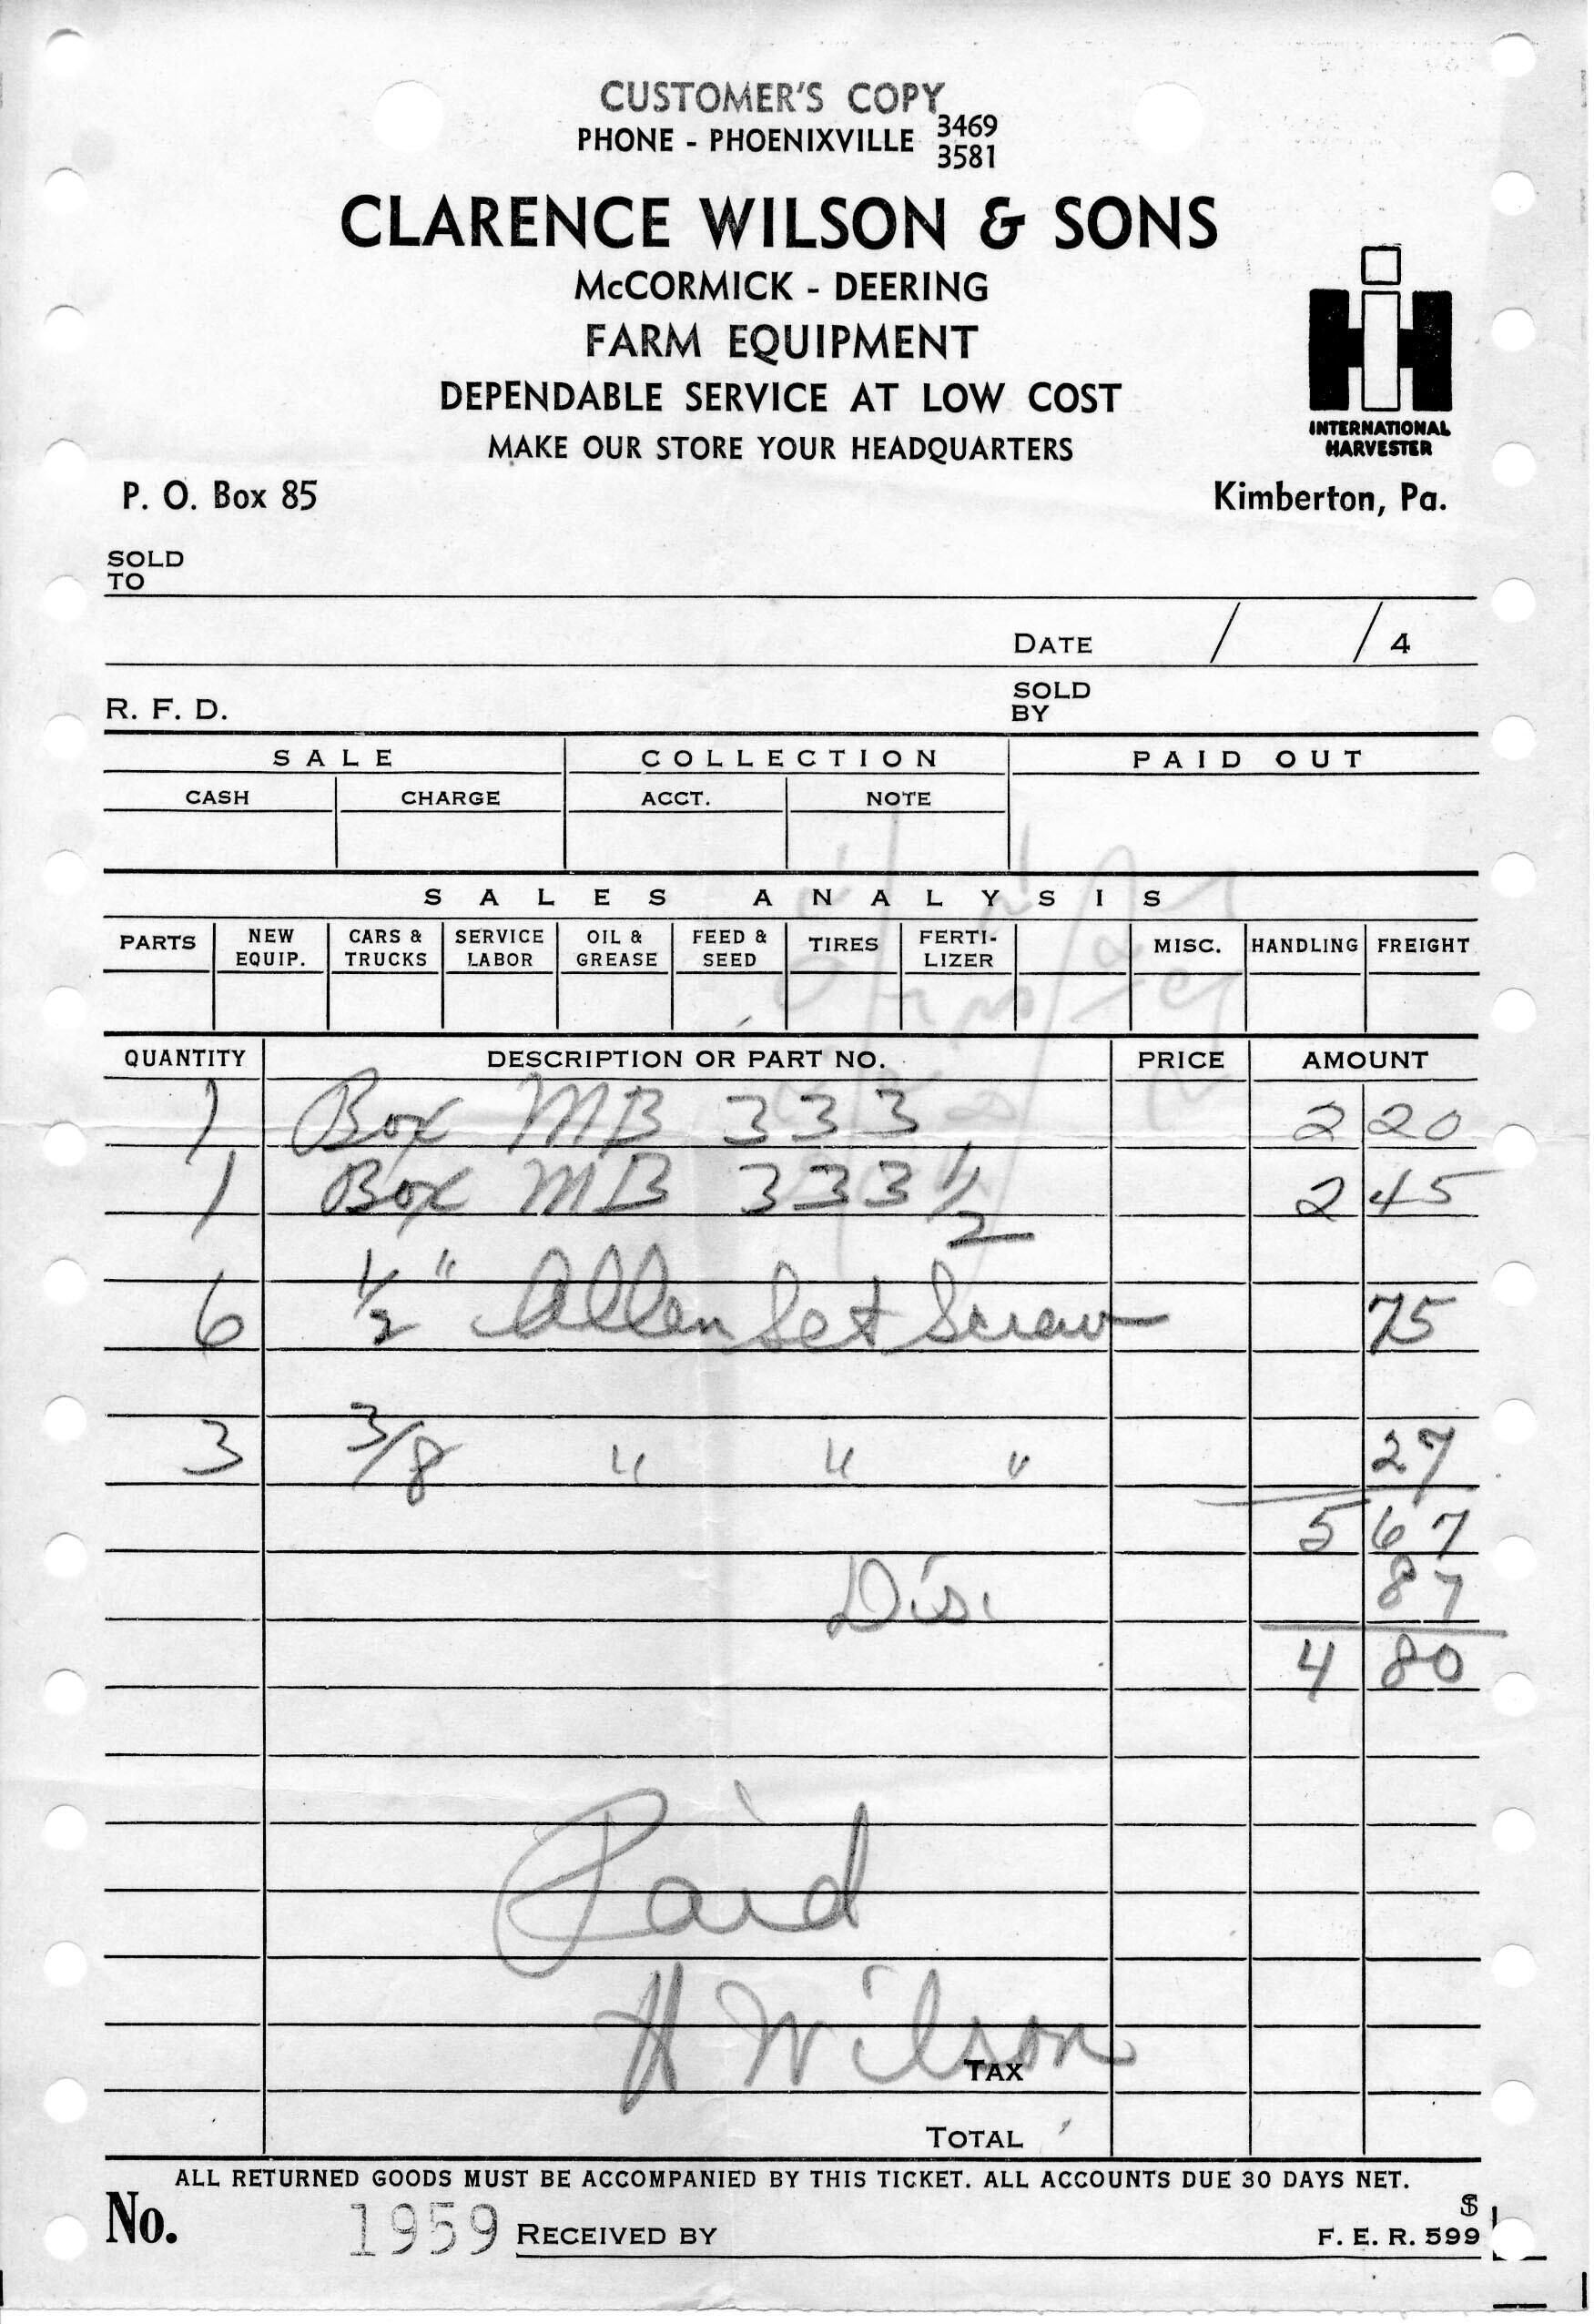 CUSTOMER'S COPY
PHONE - PHOENIXVILLE 3469
3581
CLARENCE WILSON & SONS
McCORMICK - DEERING
FARM EQUIPMENT
DEPENDABLE SERVICE AT LOW COST
MAKE OUR STORE YOUR HEADQUARTERS
IH
INTERNATIONAL
HARVESTER
P. O. Box 85 Kimberton, Pa.
SOLD
TO
DATE / / 4
R. F. D. SOLD
BY
SALE COLLECTION PAID OUT
CASH CHARGE ACCT. NOTE
SALES ANALYSIS
PARTS NEW EQUIP. CARS & TRUCKS SERVICE LABOR OIL & GREASE FEED & SEED TIRES FERTI-LIZER MISC. HANDLING FREIGHT
QUANTITY DESCRIPTION OR PART NO. PRICE AMOUNT
1 Box MB 333 2 20
1 Box MB 333 1/2 2 45
6 1/2" Allen Set Screw 75
3 3/8 " " " 27
5 67
Dis. 87
4 80
Paid
H Wilson
TAX
TOTAL
ALL RETURNED GOODS MUST BE ACCOMPANIED BY THIS TICKET. ALL ACCOUNTS DUE 30 DAYS NET.
No. 1959 RECEIVED BY F. E. R. 599